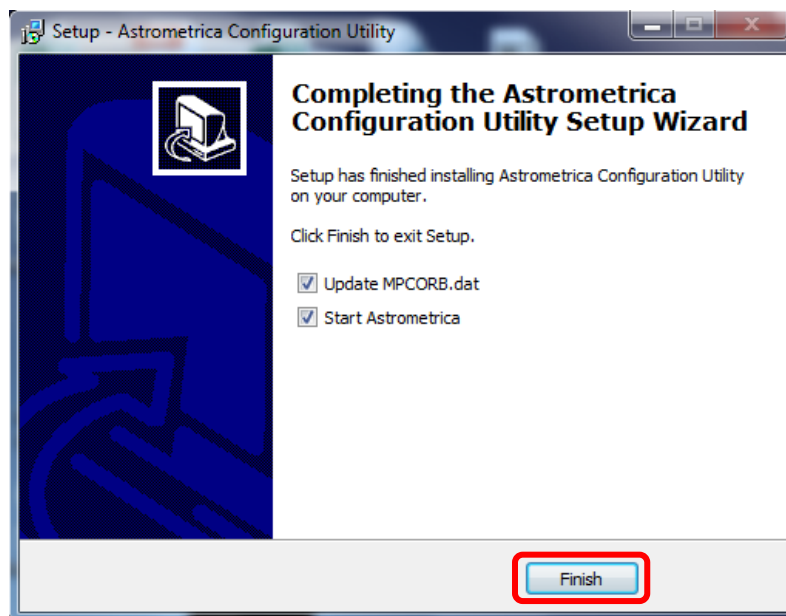 Setup - Astrometrica Configuration Utility
Completing the Astrometrica
Configuration Utility Setup Wizard
Setup has finished installing Astrometrica Configuration Utility
on your computer.
Click Finish to exit Setup.
Update MPCORB.dat
Start Astrometrica
Finish